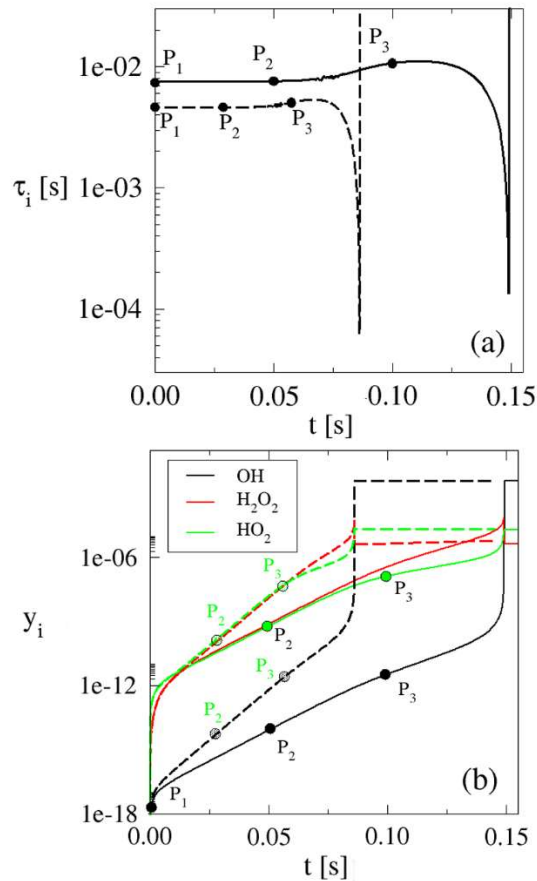 P1
P2
P3
1e-02
P1
P2
P3
1e-03
τi [s]
1e-04
(a)
0.00
0.05
0.10
0.15
t [s]
OH
H2O2
HO2
1e-06
P3
P2
P3
P2
yi
1e-12
P3
P3
P2
P2
(b)
P1
1e-18
0.00
0.05
0.10
0.15
t [s]